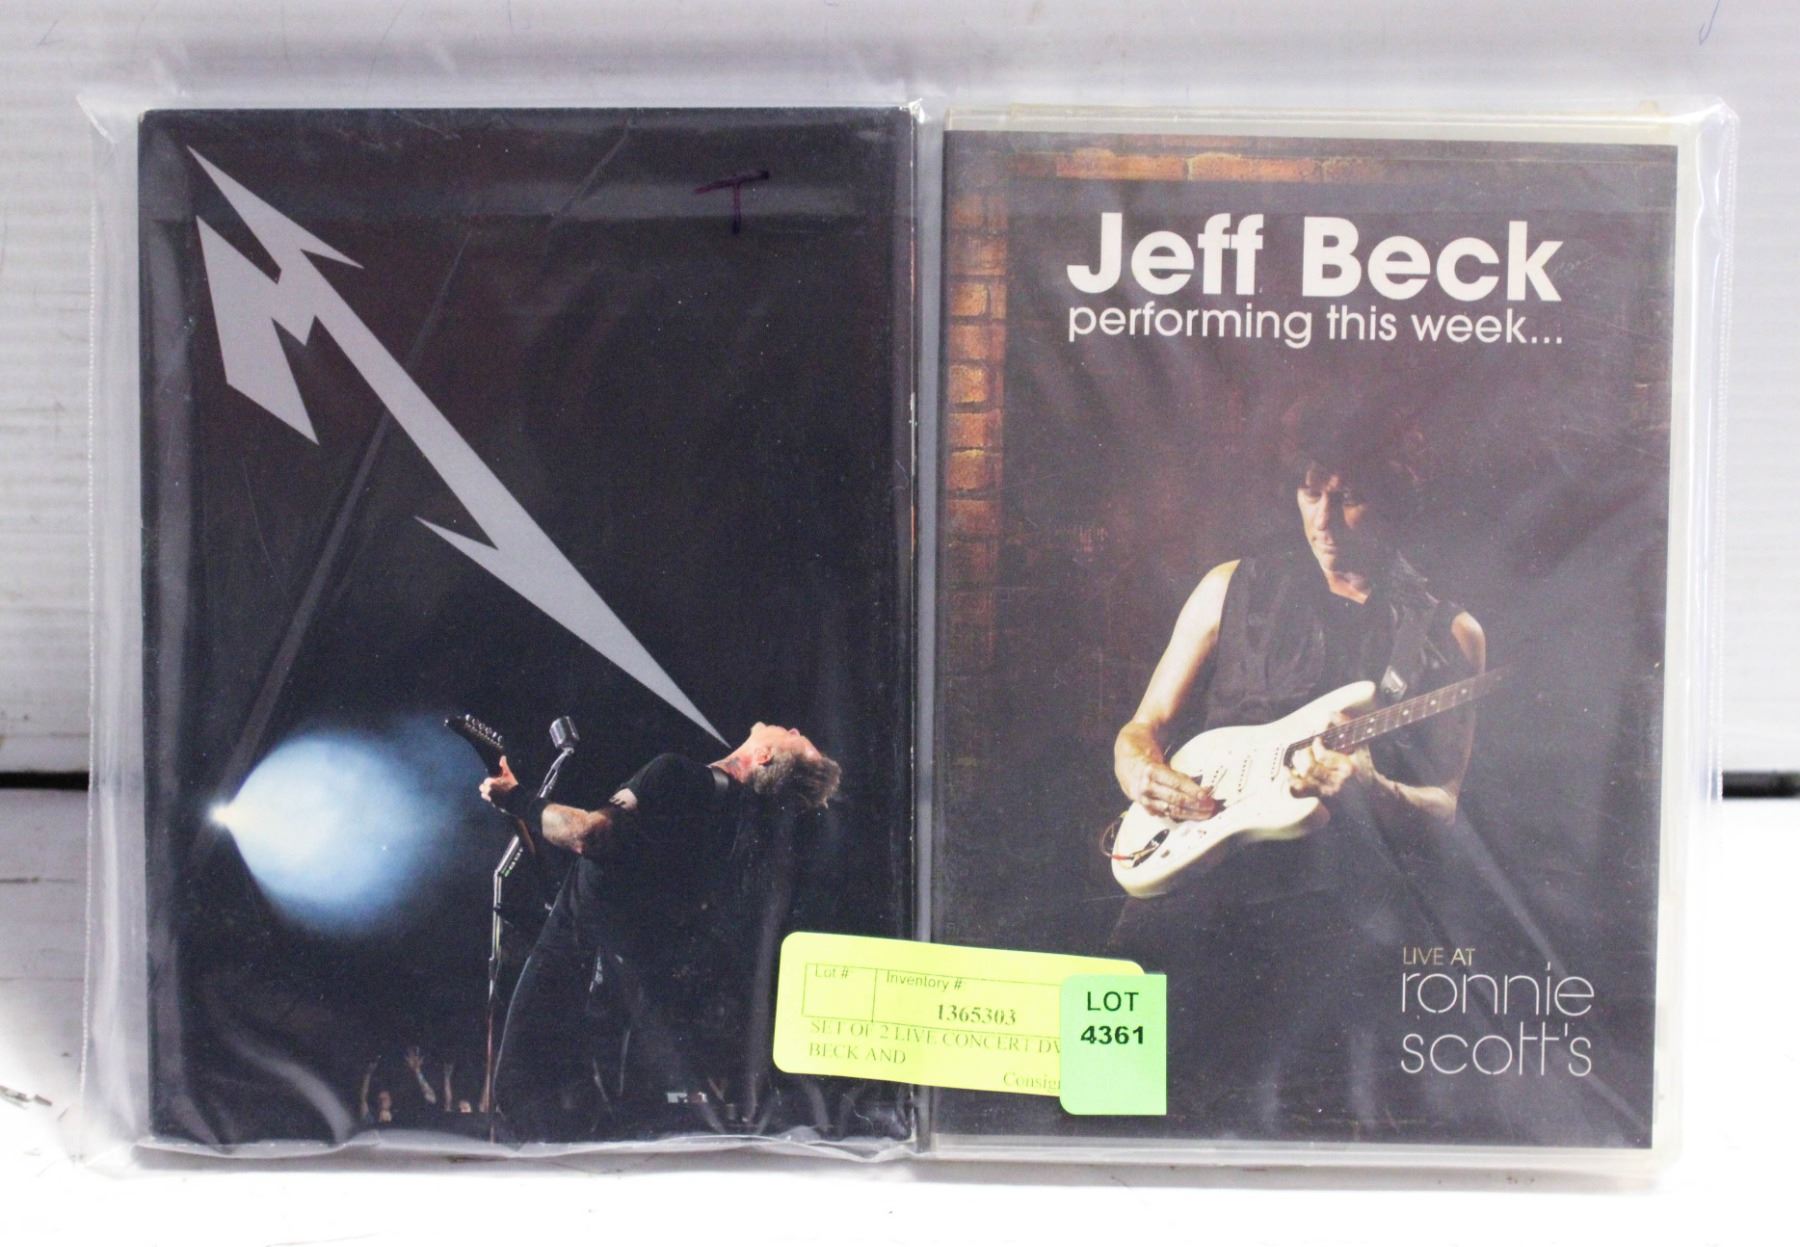 T
Jeff Beck
performing this week...
LIVE AT
ronnie
scott's
Lot # Inventory #
1365303
SET OF 2 LIVE CONCERT
BECK AND
LOT
4361